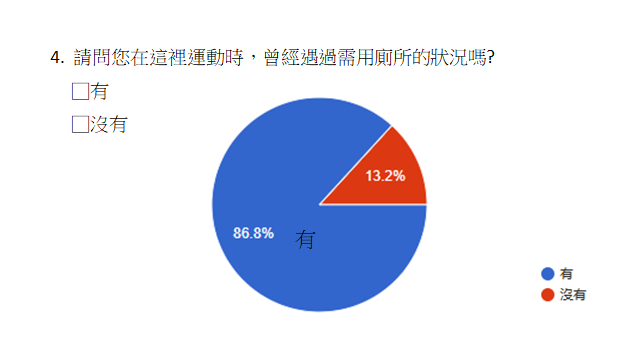 4. 請問您在這裡運動時，曾經遇過需用廁所的狀況嗎?
□有
□沒有
13.2%
86.8%
有
有
沒有